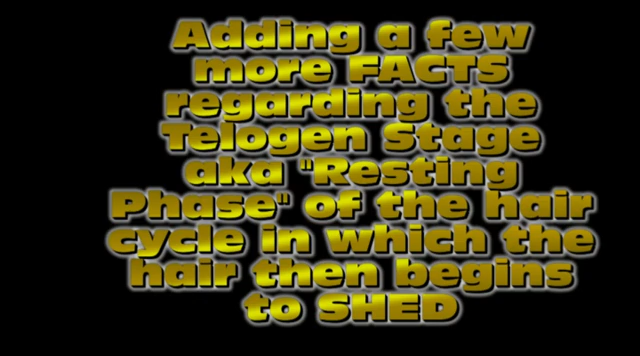 Adding a few
more FACTS
regarding the
Telogen Stage
aka "Resting
Phase" of the hair
cycle in which the
hair then begins
to SHED